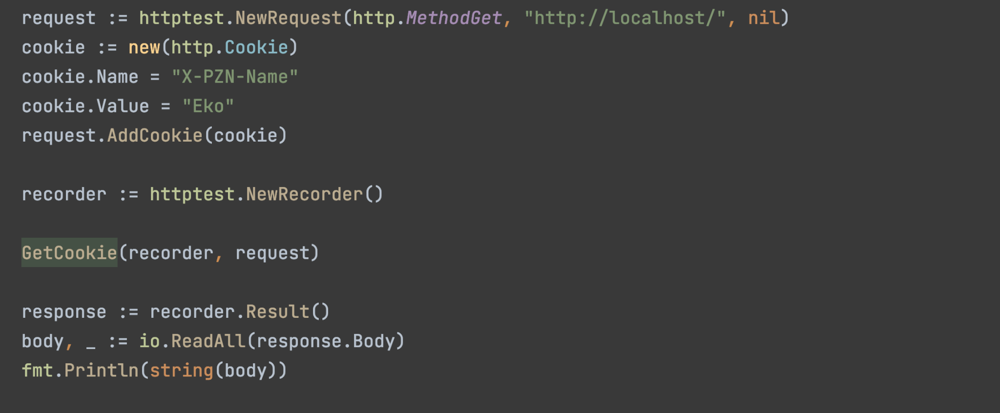 request := httptest.NewRequest(http.MethodGet, "http://localhost/", nil)
cookie := new(http.Cookie)
cookie.Name = "X-PZN-Name"
cookie.Value = "Eko"
request.AddCookie(cookie)
recorder := httptest.NewRecorder()
GetCookie(recorder, request)
response := recorder.Result()
body, _ := io.ReadAll(response.Body)
fmt.Println(string(body))